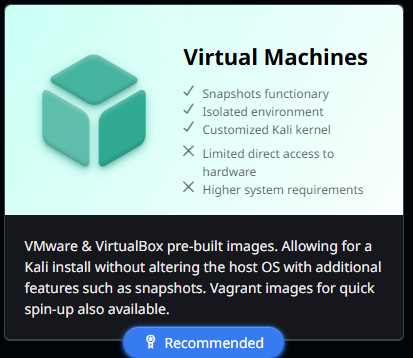 Virtual Machines
Snapshots functionary
Isolated environment
Customized Kali kernel
Limited direct access to
hardware
Higher system requirements
VMware & VirtualBox pre-built images. Allowing for a
Kali install without altering the host OS with additional
features such as snapshots. Vagrant images for quick
spin-up also available.
Recommended